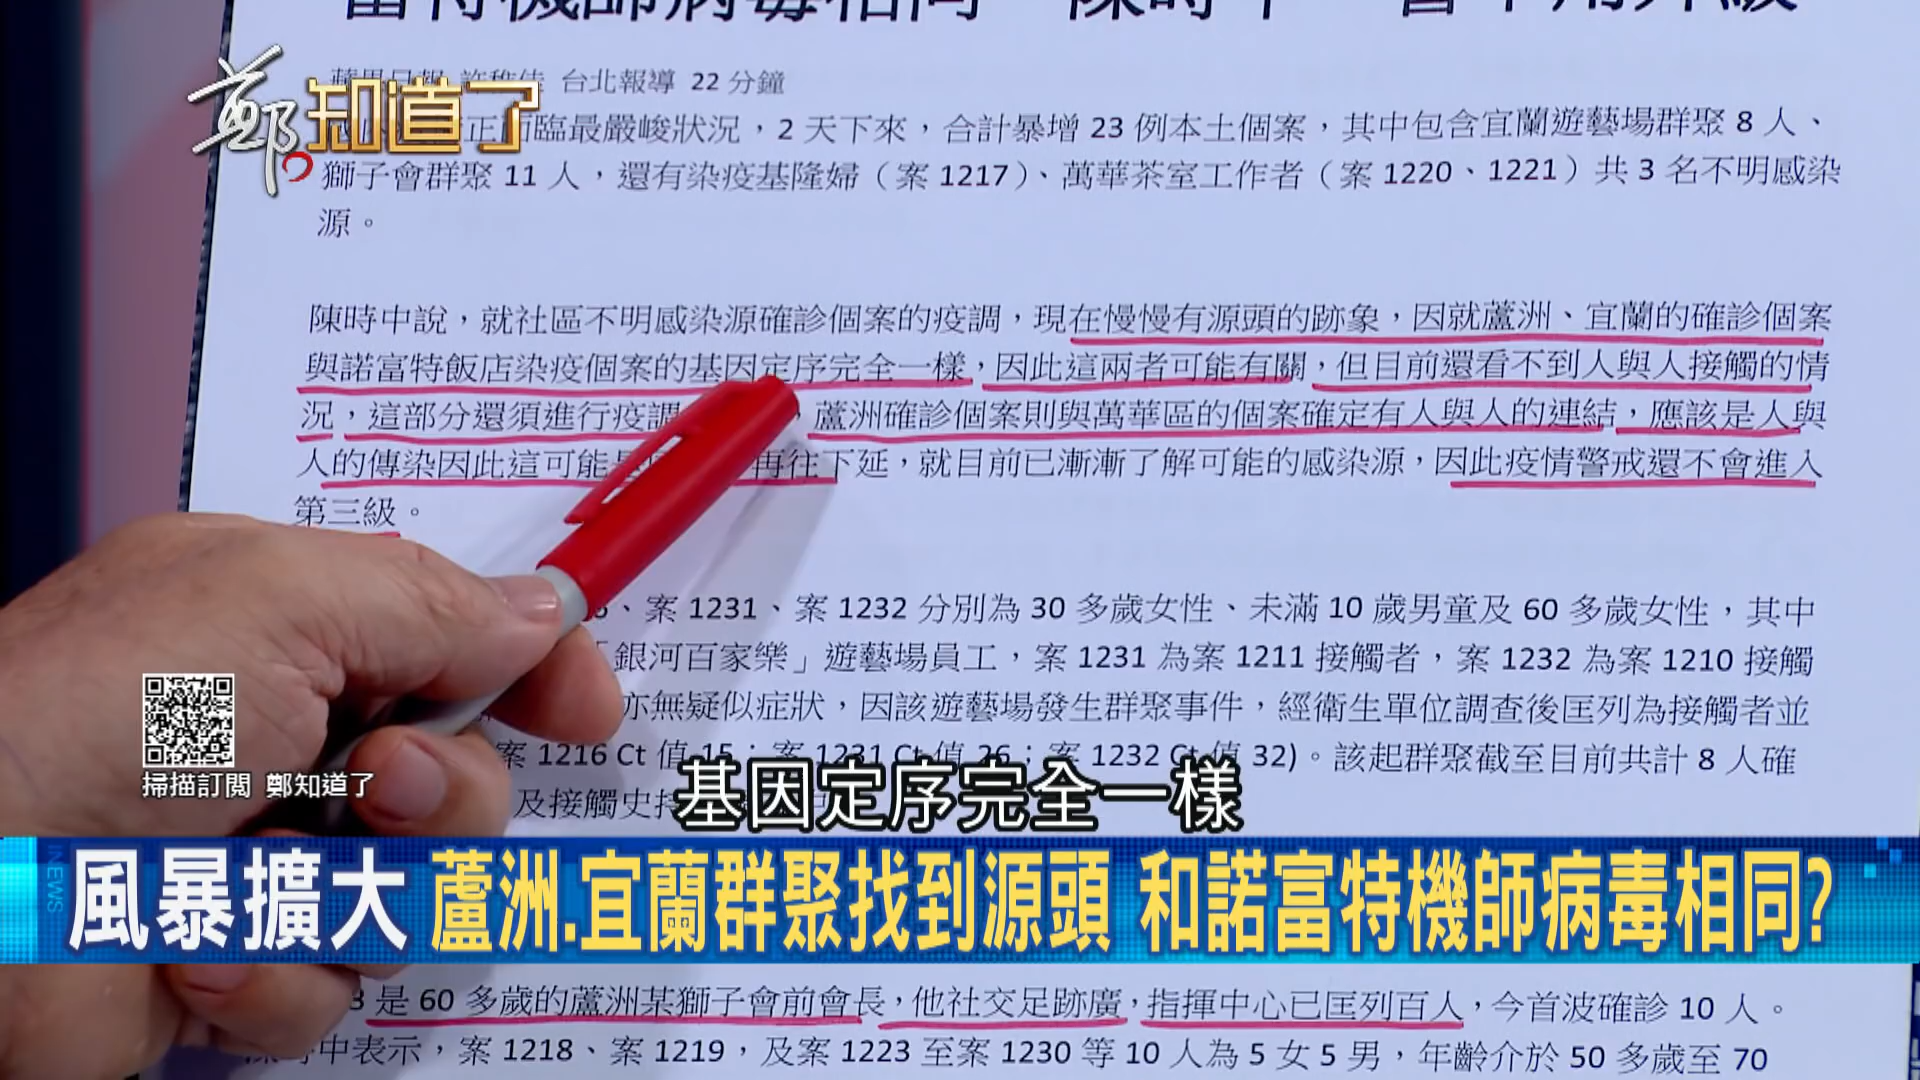 富特機師病毒相同 陳時中
台北報導 22 分鐘
鄭知道了
臨最嚴峻狀況，2 天下來，合計暴增 23 例本土個案，其中包含宜蘭遊藝場群聚 8 人、
獅子會群聚 11 人，還有染疫基隆婦（案 1217）、萬華茶室工作者（案 1220、1221）共 3 名不明感染
源。
陳時中說，就社區不明感染源確診個案的疫調，現在慢慢有源頭的跡象，因就蘆洲、宜蘭的確診個案
與諾富特飯店染疫個案的基因定序完全一樣，因此這兩者可能有關，但目前還看不到人與人接觸的情
況，這部分還須進行疫調 ，蘆洲確診個案則與萬華區的個案確定有人與人的連結，應該是人與
人的傳染因此這可能 再往下延，就目前已漸漸了解可能的感染源，因此疫情警戒還不會進入
第三級。
、案 1231、案 1232 分別為 30 多歲女性、未滿 10 歲男童及 60 多歲女性，其中
「銀河百家樂」遊藝場員工，案 1231 為案 1211 接觸者，案 1232 為案 1210 接觸
亦無疑似症狀，因該遊藝場發生群聚事件，經衛生單位調查後匡列為接觸者並
案 1216 Ct 值 15；案 1231 Ct 值 26；案 1232 Ct 值 32)。該起群聚截至目前共計 8 人確
及接觸史
掃描訂閱 鄭知道了
基因定序完全一樣
NEWS
風暴擴大 蘆洲.宜蘭群聚找到源頭 和諾富特機師病毒相同?
3 是 60 多歲的蘆洲某獅子會前會長，他社交足跡廣，指揮中心已匡列百人，今首波確診 10 人。
陳時中表示，案 1218、案 1219，及案 1223 至案 1230 等 10 人為 5 女 5 男，年齡介於 50 多歲至 70